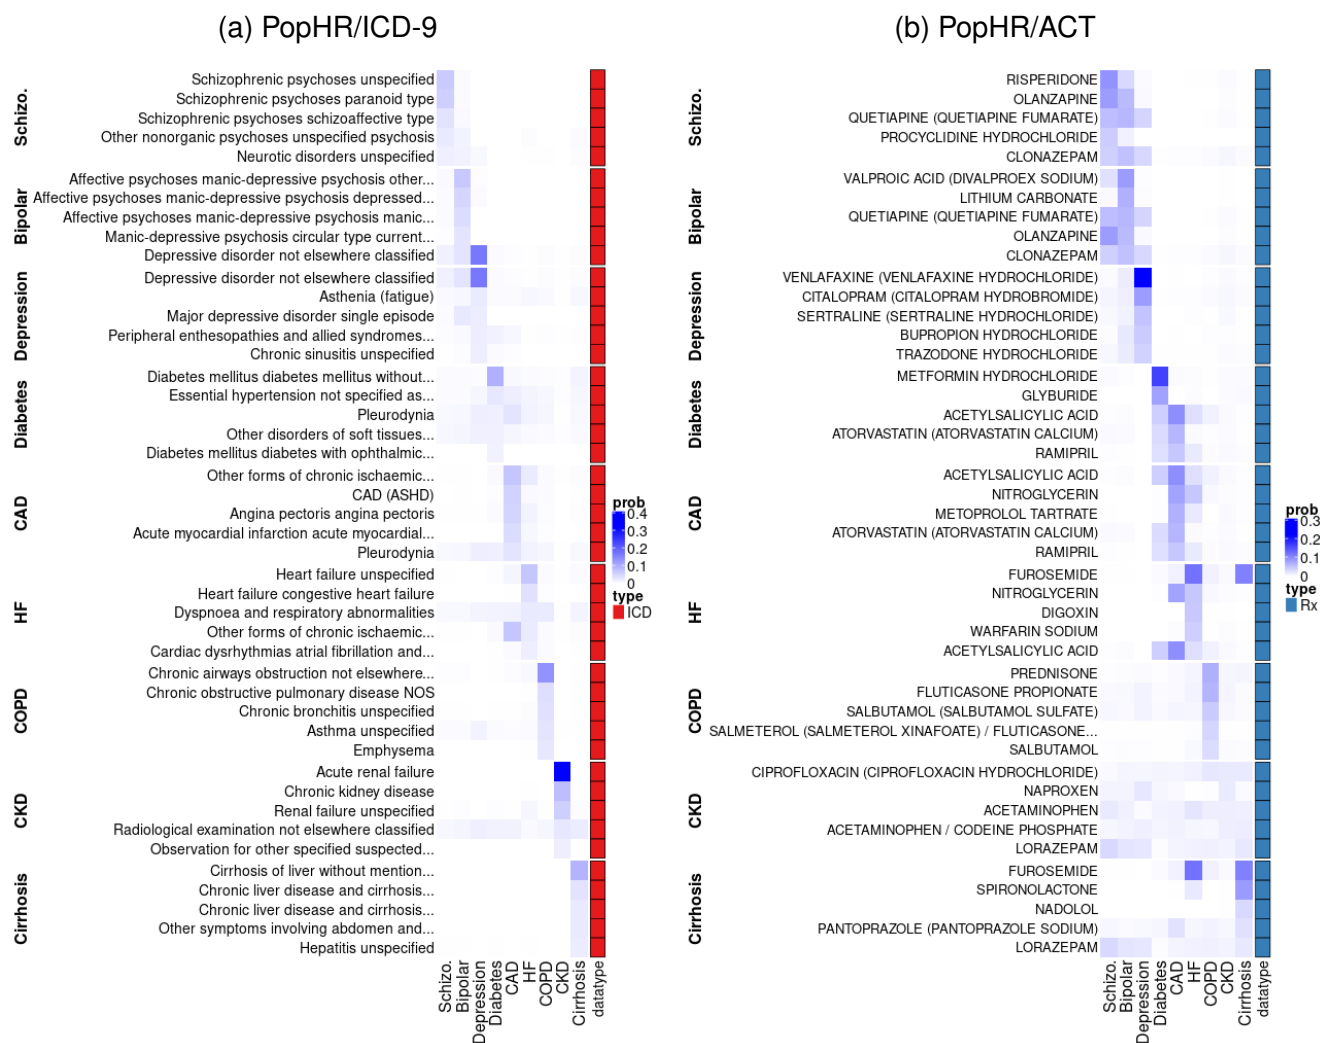 (a) PopHR/ICD-9
Schizo.
Schizophrenic psychoses unspecified
Schizophrenic psychoses paranoid type
Schizophrenic psychoses schizoaffective type
Other nonorganic psychoses unspecified psychosis
Neurotic disorders unspecified
Bipolar
Affective psychoses manic-depressive psychosis other...
Affective psychoses manic-depressive psychosis depressed...
Affective psychoses manic-depressive psychosis manic...
Manic-depressive psychosis circular type current...
Depressive disorder not elsewhere classified
Depression
Depressive disorder not elsewhere classified
Asthenia (fatigue)
Major depressive disorder single episode
Peripheral enthesopathies and allied syndromes...
Chronic sinusitis unspecified
Diabetes
Diabetes mellitus diabetes mellitus without...
Essential hypertension not specified as...
Pleurodynia
Other disorders of soft tissues...
Diabetes mellitus diabetes with ophthalmic...
CAD
Other forms of chronic ischaemic...
CAD (ASHD)
Angina pectoris angina pectoris
Acute myocardial infarction acute myocardial...
Pleurodynia
HF
Heart failure unspecified
Heart failure congestive heart failure
Dyspnoea and respiratory abnormalities
Other forms of chronic ischaemic...
Cardiac dysrhythmias atrial fibrillation and...
COPD
Chronic airways obstruction not elsewhere...
Chronic obstructive pulmonary disease NOS
Chronic bronchitis unspecified
Asthma unspecified
Emphysema
CKD
Acute renal failure
Chronic kidney disease
Renal failure unspecified
Radiological examination not elsewhere classified
Observation for other specified suspected...
Cirrhosis
Cirrhosis of liver without mention...
Chronic liver disease and cirrhosis...
Chronic liver disease and cirrhosis...
Other symptoms involving abdomen and...
Hepatitis unspecified
Schizo.
Bipolar
Depression
Diabetes
CAD
HF
COPD
CKD
Cirrhosis
datatype
prob
0.4
0.3
0.2
0.1
0
type
ICD
(b) PopHR/ACT
Schizo.
RISPERIDONE
OLANZAPINE
QUETIAPINE (QUETIAPINE FUMARATE)
PROCYCLIDINE HYDROCHLORIDE
CLONAZEPAM
Bipolar
VALPROIC ACID (DIVALPROEX SODIUM)
LITHIUM CARBONATE
QUETIAPINE (QUETIAPINE FUMARATE)
OLANZAPINE
CLONAZEPAM
Depression
VENLAFAXINE (VENLAFAXINE HYDROCHLORIDE)
CITALOPRAM (CITALOPRAM HYDROBROMIDE)
SERTRALINE (SERTRALINE HYDROCHLORIDE)
BUPROPION HYDROCHLORIDE
TRAZODONE HYDROCHLORIDE
Diabetes
METFORMIN HYDROCHLORIDE
GLYBURIDE
ACETYLSALICYLIC ACID
ATORVASTATIN (ATORVASTATIN CALCIUM)
RAMIPRIL
CAD
ACETYLSALICYLIC ACID
NITROGLYCERIN
METOPROLOL TARTRATE
ATORVASTATIN (ATORVASTATIN CALCIUM)
RAMIPRIL
HF
FUROSEMIDE
NITROGLYCERIN
DIGOXIN
WARFARIN SODIUM
ACETYLSALICYLIC ACID
COPD
PREDNISONE
FLUTICASONE PROPIONATE
SALBUTAMOL (SALBUTAMOL SULFATE)
SALMETEROL (SALMETEROL XINAFOATE) / FLUTICASONE...
SALBUTAMOL
CKD
CIPROFLOXACIN (CIPROFLOXACIN HYDROCHLORIDE)
NAPROXEN
ACETAMINOPHEN
ACETAMINOPHEN / CODEINE PHOSPHATE
LORAZEPAM
Cirrhosis
FUROSEMIDE
SPIRONOLACTONE
NADOLOL
PANTOPRAZOLE (PANTOPRAZOLE SODIUM)
LORAZEPAM
Schizo.
Bipolar
Depression
Diabetes
CAD
HF
COPD
CKD
Cirrhosis
datatype
prob
0.3
0.2
0.1
0
type
Rx